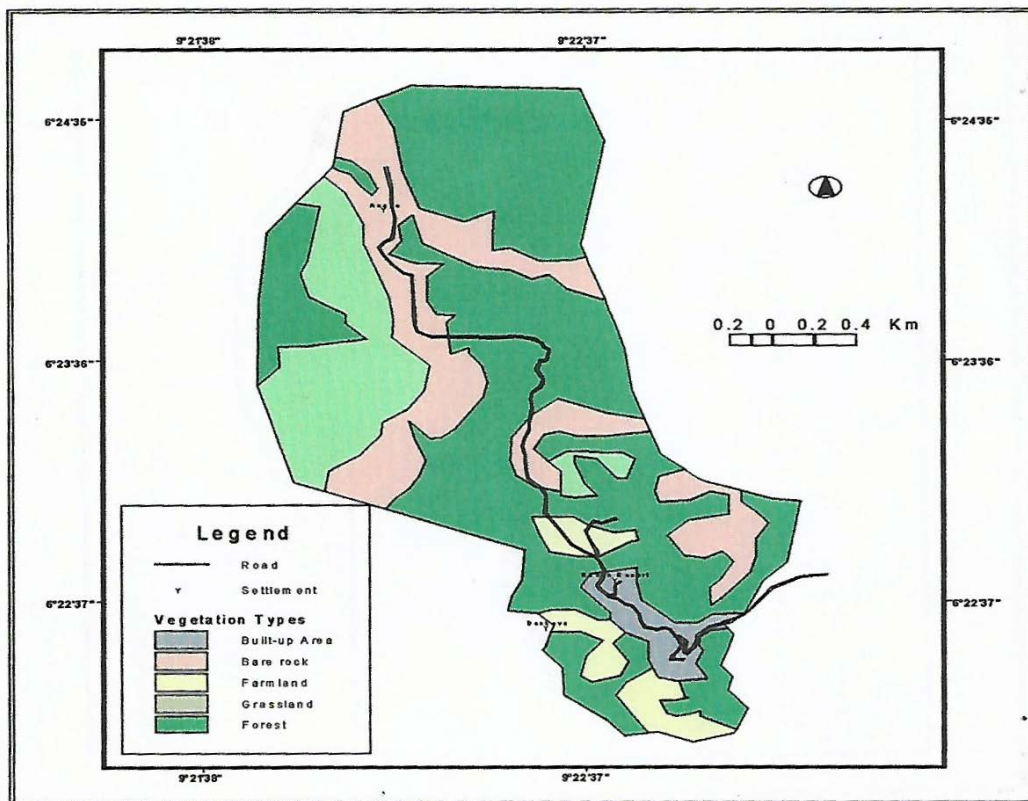 9°21'38" 9°22'37"
6°24'35" 6°24'35"
0.2 0 0.2 0.4 Km
6°23'36" 6°23'36"
Legend
Road
Settlement
Vegetation Types
Built-up Area
Bare rock
Farmland
Grassland
Forest
Resort
6°22'37" 6°22'37"
9°21'38" 9°22'37"